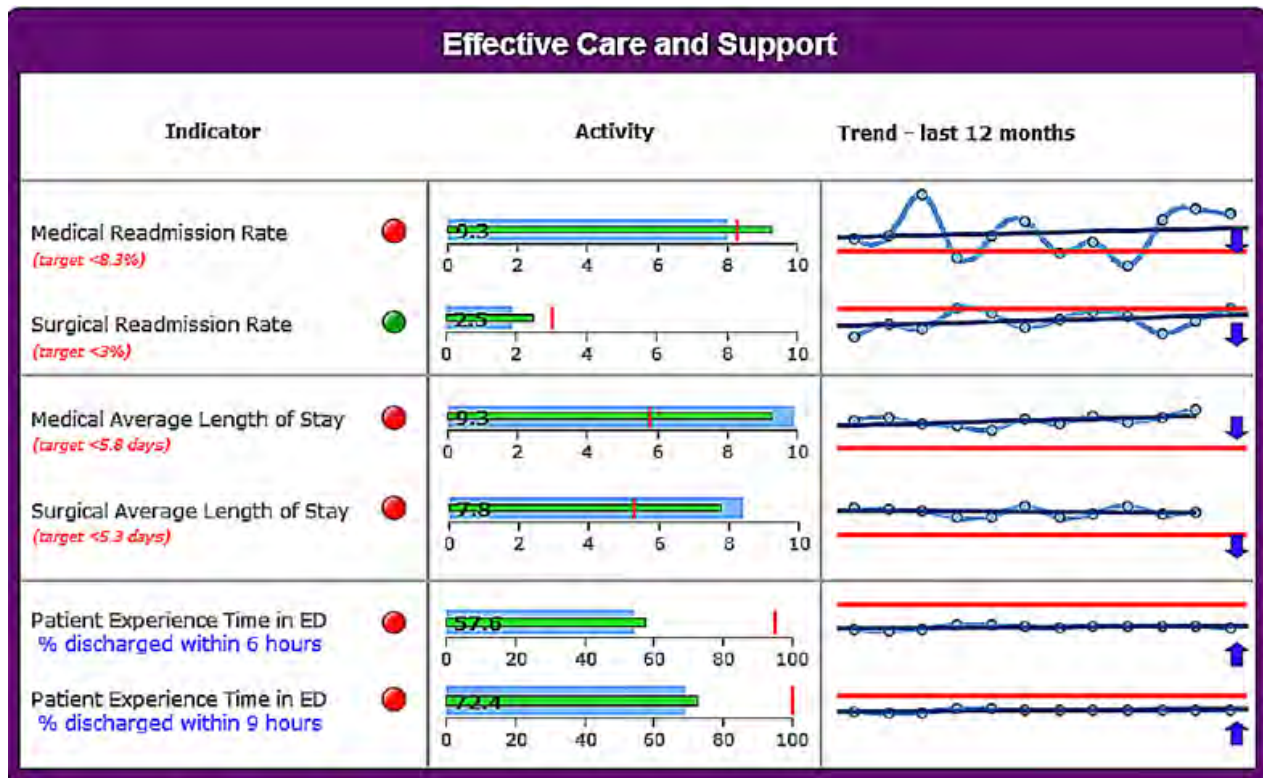 Effective Care and Support
Indicator Activity Trend - last 12 months
Medical Readmission Rate
(target <8.3%)
9.3
0 2 4 6 8 10
Surgical Readmission Rate
(target <3%)
2.5
0 2 4 6 8 10
Medical Average Length of Stay
(target <5.8 days)
9.3
0 2 4 6 8 10
Surgical Average Length of Stay
(target <5.3 days)
7.8
0 2 4 6 8 10
Patient Experience Time in ED
% discharged within 6 hours
57.6
0 20 40 60 80 100
Patient Experience Time in ED
% discharged within 9 hours
72.4
0 20 40 60 80 100